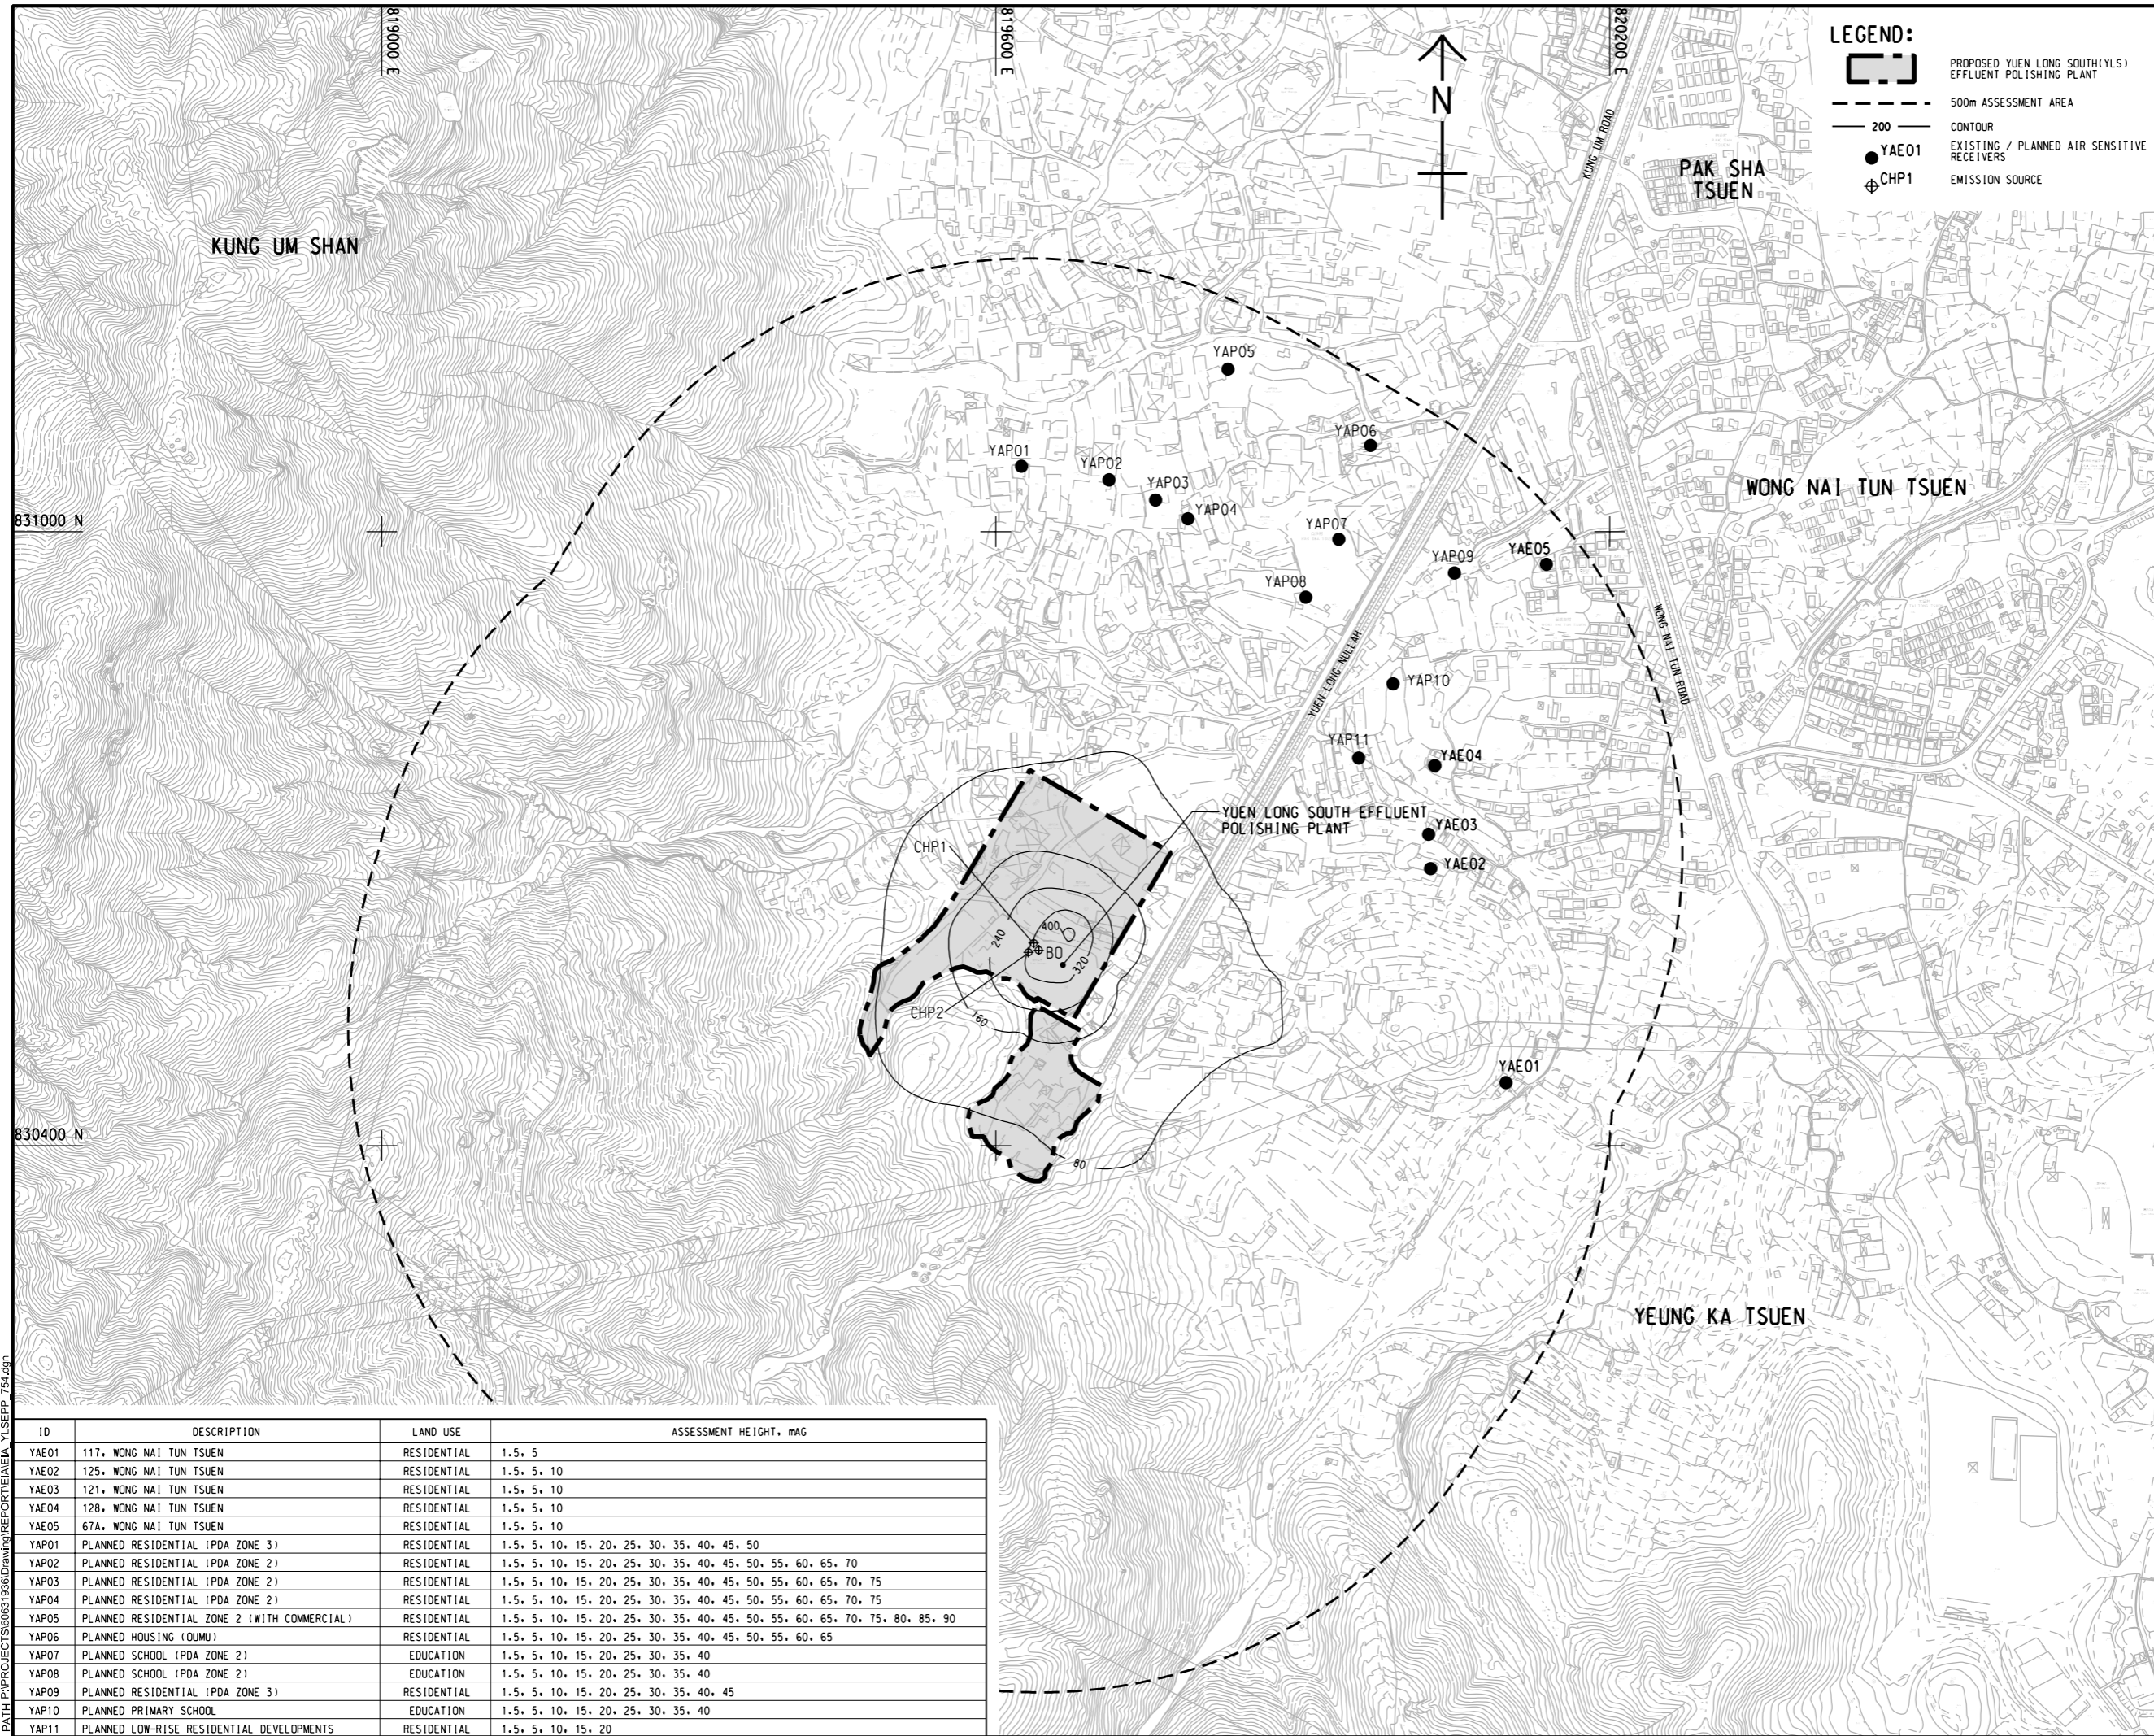 819000 E
819600 E
820200 E
LEGEND:
PROPOSED YUEN LONG SOUTH(YLS)
EFFLUENT POLISHING PLANT
500m ASSESSMENT AREA
200
CONTOUR
YAE01
EXISTING / PLANNED AIR SENSITIVE
RECEIVERS
CHP1
EMISSION SOURCE
N
KUNG UM ROAD
PAK SHA
TSUEN
KUNG UM SHAN
YAP05
YAP06
YAP01
YAP02
YAP03
YAP04
WONG NAI TUN TSUEN
831000 N
YAP07
YAP09
YAE05
YAP08
WONG NAI TUN ROAD
YUEN LONG NULLAH
YAP10
YAP11
YAE04
YUEN LONG SOUTH EFFLUENT
POLISHING PLANT
YAE03
YAE02
CHP1
400
240
BO
320
CHP2
160
YAE01
830400 N
80
YEUNG KA TSUEN
ID DESCRIPTION LAND USE ASSESSMENT HEIGHT, mAG
YAE01 117, WONG NAI TUN TSUEN RESIDENTIAL 1.5, 5
YAE02 125, WONG NAI TUN TSUEN RESIDENTIAL 1.5, 5, 10
YAE03 121, WONG NAI TUN TSUEN RESIDENTIAL 1.5, 5, 10
YAE04 128, WONG NAI TUN TSUEN RESIDENTIAL 1.5, 5, 10
YAE05 67A, WONG NAI TUN TSUEN RESIDENTIAL 1.5, 5, 10
YAP01 PLANNED RESIDENTIAL (PDA ZONE 3) RESIDENTIAL 1.5, 5, 10, 15, 20, 25, 30, 35, 40, 45, 50
YAP02 PLANNED RESIDENTIAL (PDA ZONE 2) RESIDENTIAL 1.5, 5, 10, 15, 20, 25, 30, 35, 40, 45, 50, 55, 60, 65, 70
YAP03 PLANNED RESIDENTIAL (PDA ZONE 2) RESIDENTIAL 1.5, 5, 10, 15, 20, 25, 30, 35, 40, 45, 50, 55, 60, 65, 70, 75
YAP04 PLANNED RESIDENTIAL (PDA ZONE 2) RESIDENTIAL 1.5, 5, 10, 15, 20, 25, 30, 35, 40, 45, 50, 55, 60, 65, 70, 75
YAP05 PLANNED RESIDENTIAL ZONE 2 (WITH COMMERCIAL) RESIDENTIAL 1.5, 5, 10, 15, 20, 25, 30, 35, 40, 45, 50, 55, 60, 65, 70, 75, 80, 85, 90
YAP06 PLANNED HOUSING (OUMU) RESIDENTIAL 1.5, 5, 10, 15, 20, 25, 30, 35, 40, 45, 50, 55, 60, 65
YAP07 PLANNED SCHOOL (PDA ZONE 2) EDUCATION 1.5, 5, 10, 15, 20, 25, 30, 35, 40
YAP08 PLANNED SCHOOL (PDA ZONE 2) EDUCATION 1.5, 5, 10, 15, 20, 25, 30, 35, 40
YAP09 PLANNED RESIDENTIAL (PDA ZONE 3) RESIDENTIAL 1.5, 5, 10, 15, 20, 25, 30, 35, 40, 45
YAP10 PLANNED PRIMARY SCHOOL EDUCATION 1.5, 5, 10, 15, 20, 25, 30, 35, 40
YAP11 PLANNED LOW-RISE RESIDENTIAL DEVELOPMENTS RESIDENTIAL 1.5, 5, 10, 15, 20
PATH P:\PROJECTS\60631936\Drawing\REPORT\EIA\EIA_YLSEPP_754.dgn